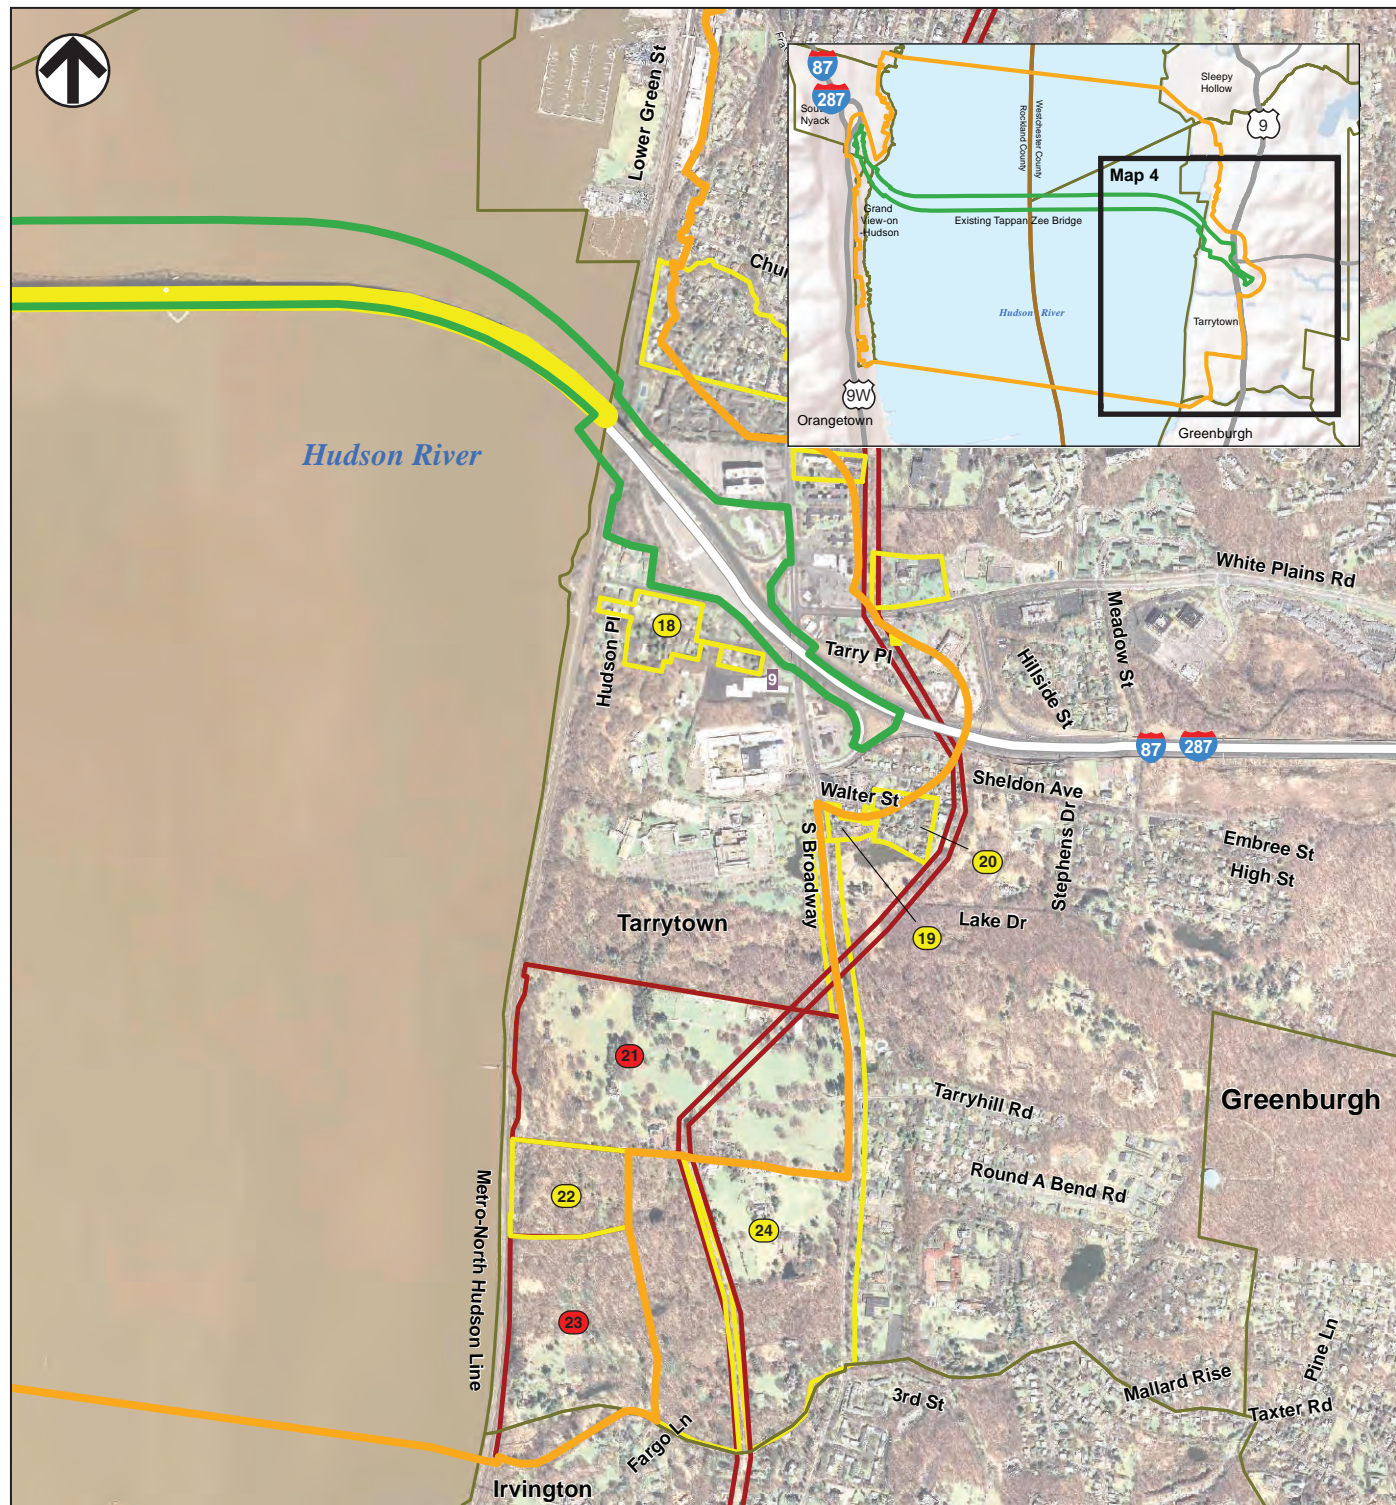 Lower Green St
87
287
Sleepy
Hollow
9
Nyack
Westchester County
Rockland County
Map 4
Grand
View-on
-Hudson
Existing Tappan Zee Bridge
Hudson River
Tarrytown
9W
Orangetown
Greenburgh
Hudson River
White Plains Rd
Meadow St
18
Hudson Pl
Tarry Pl
Hillside St
9
87
287
Sheldon Ave
Walter St
S Broadway
Stephens Dr
Embree St
High St
20
19
Lake Dr
Tarrytown
21
Greenburgh
Tarryhill Rd
Round A Bend Rd
22
24
Metro-North Hudson Line
23
Pine Ln
Mallard Rise
Taxter Rd
3rd St
Fargo Ln
Irvington